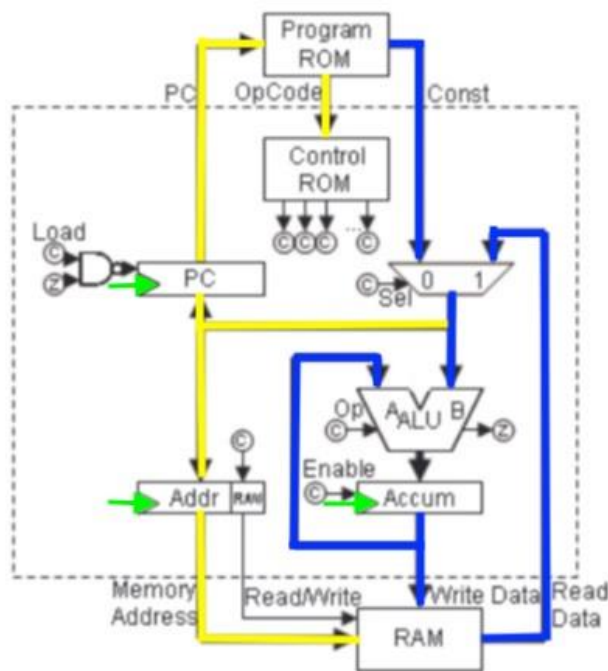 Program
ROM
PC
OpCode
Const
Control
ROM
Load
C
C
C
C
...
C
Z
PC
C
Sel
0
1
Op
C
A
ALU
B
Z
C
Enable
C
Addr
RAM
Accum
Memory
Address
Read/Write
Write Data
Read
Data
RAM